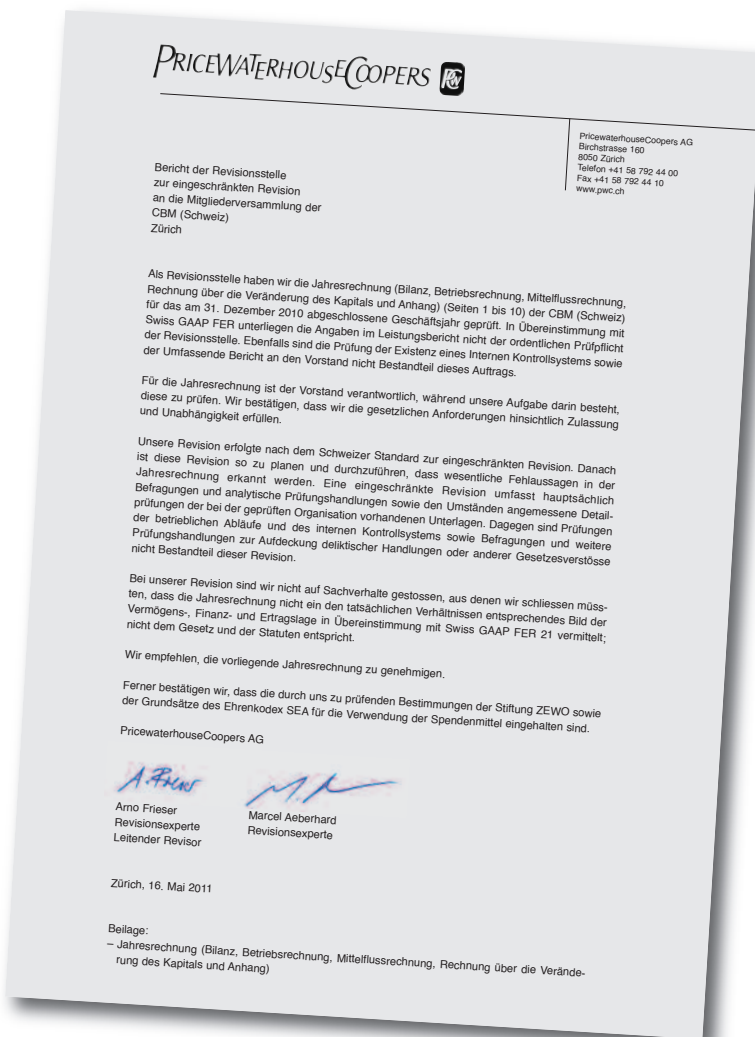 PRICEWATERHOUSECOOPERS PwC
PricewaterhouseCoopers AG
Birchstrasse 160
8050 Zürich
Telefon +41 58 792 44 00
Fax +41 58 792 44 10
www.pwc.ch
Bericht der Revisionsstelle
zur eingeschränkten Revision
an die Mitgliederversammlung der
CBM (Schweiz)
Zürich
Als Revisionsstelle haben wir die Jahresrechnung (Bilanz, Betriebsrechnung, Mittelflussrechnung,
Rechnung über die Veränderung des Kapitals und Anhang) (Seiten 1 bis 10) der CBM (Schweiz)
für das am 31. Dezember 2010 abgeschlossene Geschäftsjahr geprüft. In Übereinstimmung mit
Swiss GAAP FER unterliegen die Angaben im Leistungsbericht nicht der ordentlichen Prüfpflicht
der Revisionsstelle. Ebenfalls sind die Prüfung der Existenz eines Internen Kontrollsystems sowie
der Umfassende Bericht an den Vorstand nicht Bestandteil dieses Auftrags.
Für die Jahresrechnung ist der Vorstand verantwortlich, während unsere Aufgabe darin besteht,
diese zu prüfen. Wir bestätigen, dass wir die gesetzlichen Anforderungen hinsichtlich Zulassung
und Unabhängigkeit erfüllen.
Unsere Revision erfolgte nach dem Schweizer Standard zur eingeschränkten Revision. Danach
ist diese Revision so zu planen und durchzuführen, dass wesentliche Fehlaussagen in der
Jahresrechnung erkannt werden. Eine eingeschränkte Revision umfasst hauptsächlich
Befragungen und analytische Prüfungshandlungen sowie den Umständen angemessene Detail-
prüfungen der bei der geprüften Organisation vorhandenen Unterlagen. Dagegen sind Prüfungen
der betrieblichen Abläufe und des internen Kontrollsystems sowie Befragungen und weitere
Prüfungshandlungen zur Aufdeckung deliktischer Handlungen oder anderer Gesetzesverstösse
nicht Bestandteil dieser Revision.
Bei unserer Revision sind wir nicht auf Sachverhalte gestossen, aus denen wir schliessen müss-
ten, dass die Jahresrechnung nicht ein den tatsächlichen Verhältnissen entsprechendes Bild der
Vermögens-, Finanz- und Ertragslage in Übereinstimmung mit Swiss GAAP FER 21 vermittelt;
nicht dem Gesetz und der Statuten entspricht.
Wir empfehlen, die vorliegende Jahresrechnung zu genehmigen.
Ferner bestätigen wir, dass die durch uns zu prüfenden Bestimmungen der Stiftung ZEWO sowie
der Grundsätze des Ehrenkodex SEA für die Verwendung der Spendenmittel eingehalten sind.
PricewaterhouseCoopers AG
Arno Frieser
Revisionsexperte
Leitender Revisor
Marcel Aeberhard
Revisionsexperte
Zürich, 16. Mai 2011
Beilage:
– Jahresrechnung (Bilanz, Betriebsrechnung, Mittelflussrechnung, Rechnung über die Verände-
rung des Kapitals und Anhang)